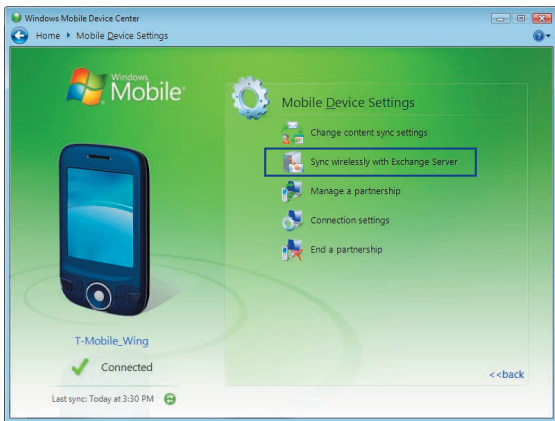 Windows Mobile Device Center
Home ▸ Mobile Device Settings
Windows
Mobile®
Mobile Device Settings
Change content sync settings
Sync wirelessly with Exchange Server
Manage a partnership
Connection settings
End a partnership
T-Mobile_Wing
Connected
<<back
Last sync: Today at 3:30 PM